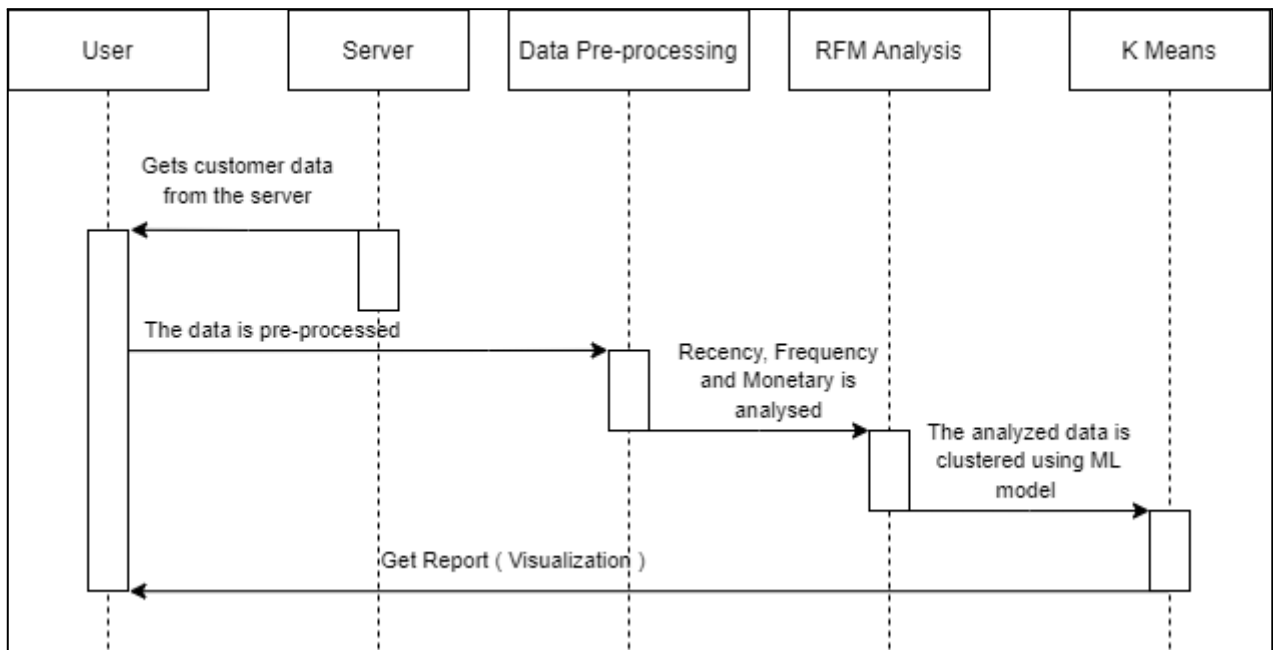 User
Server
Data Pre-processing
RFM Analysis
K Means
Gets customer data
from the server
The data is pre-processed
Recency, Frequency
and Monetary is
analysed
The analyzed data is
clustered using ML
model
Get Report ( Visualization )